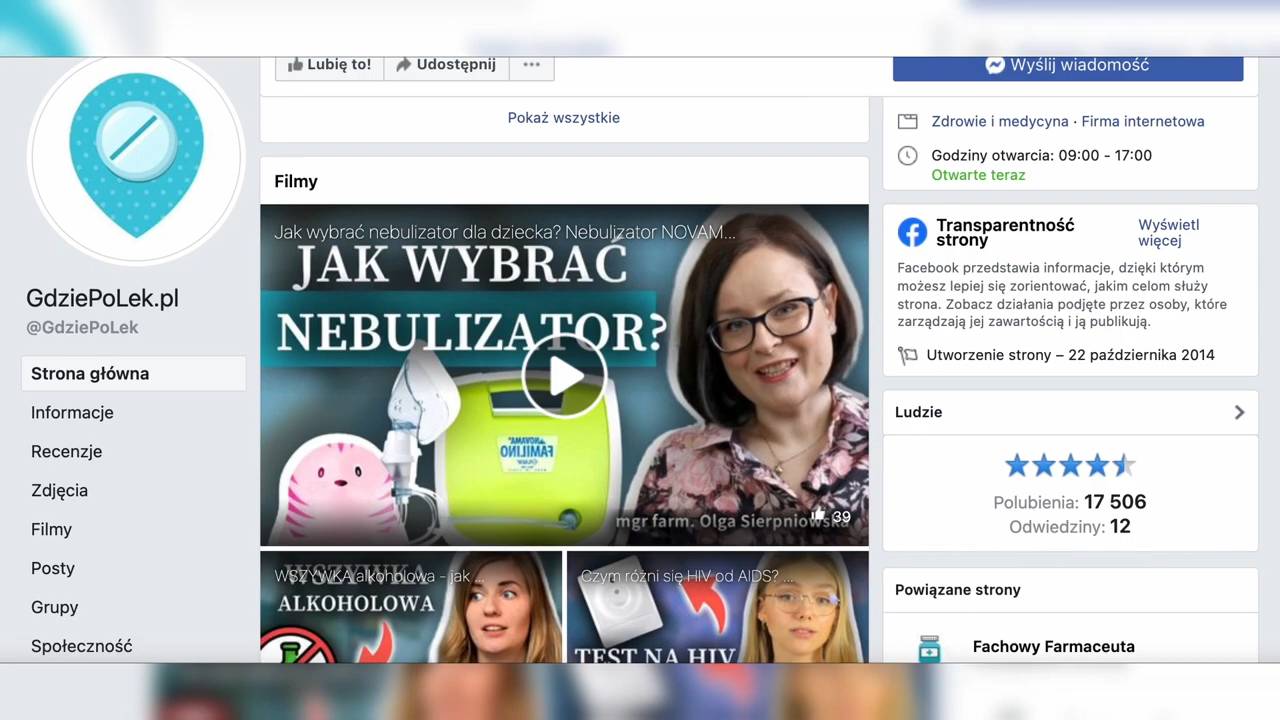 Lubię to!
Udostępnij
Wyślij wiadomość
Pokaż wszystkie
Zdrowie i medycyna · Firma internetowa
Godziny otwarcia: 09:00 - 17:00
Otwarte teraz
Filmy
Jak wybrać nebulizator dla dziecka? Nebulizator NOVAM...
JAK WYBRAĆ
NEBULIZATOR?
NOVAMA
FAMILINO
mgr farm. Olga Sierpniowska
39
WSZYWKA alkoholowa - jak ...
WSZYWKA
ALKOHOLOWA
Czym różni się HIV od AIDS? ...
TEST NA HIV
GdziePoLek.pl
@GdziePoLek
Strona główna
Informacje
Recenzje
Zdjęcia
Filmy
Posty
Grupy
Społeczność
Transparentność
strony
Wyświetl
więcej
Facebook przedstawia informacje, dzięki którym
możesz lepiej się zorientować, jakim celom służy
strona. Zobacz działania podjęte przez osoby, które
zarządzają jej zawartością i ją publikują.
Utworzenie strony – 22 października 2014
Ludzie
Polubienia: 17 506
Odwiedziny: 12
Powiązane strony
Fachowy Farmaceuta